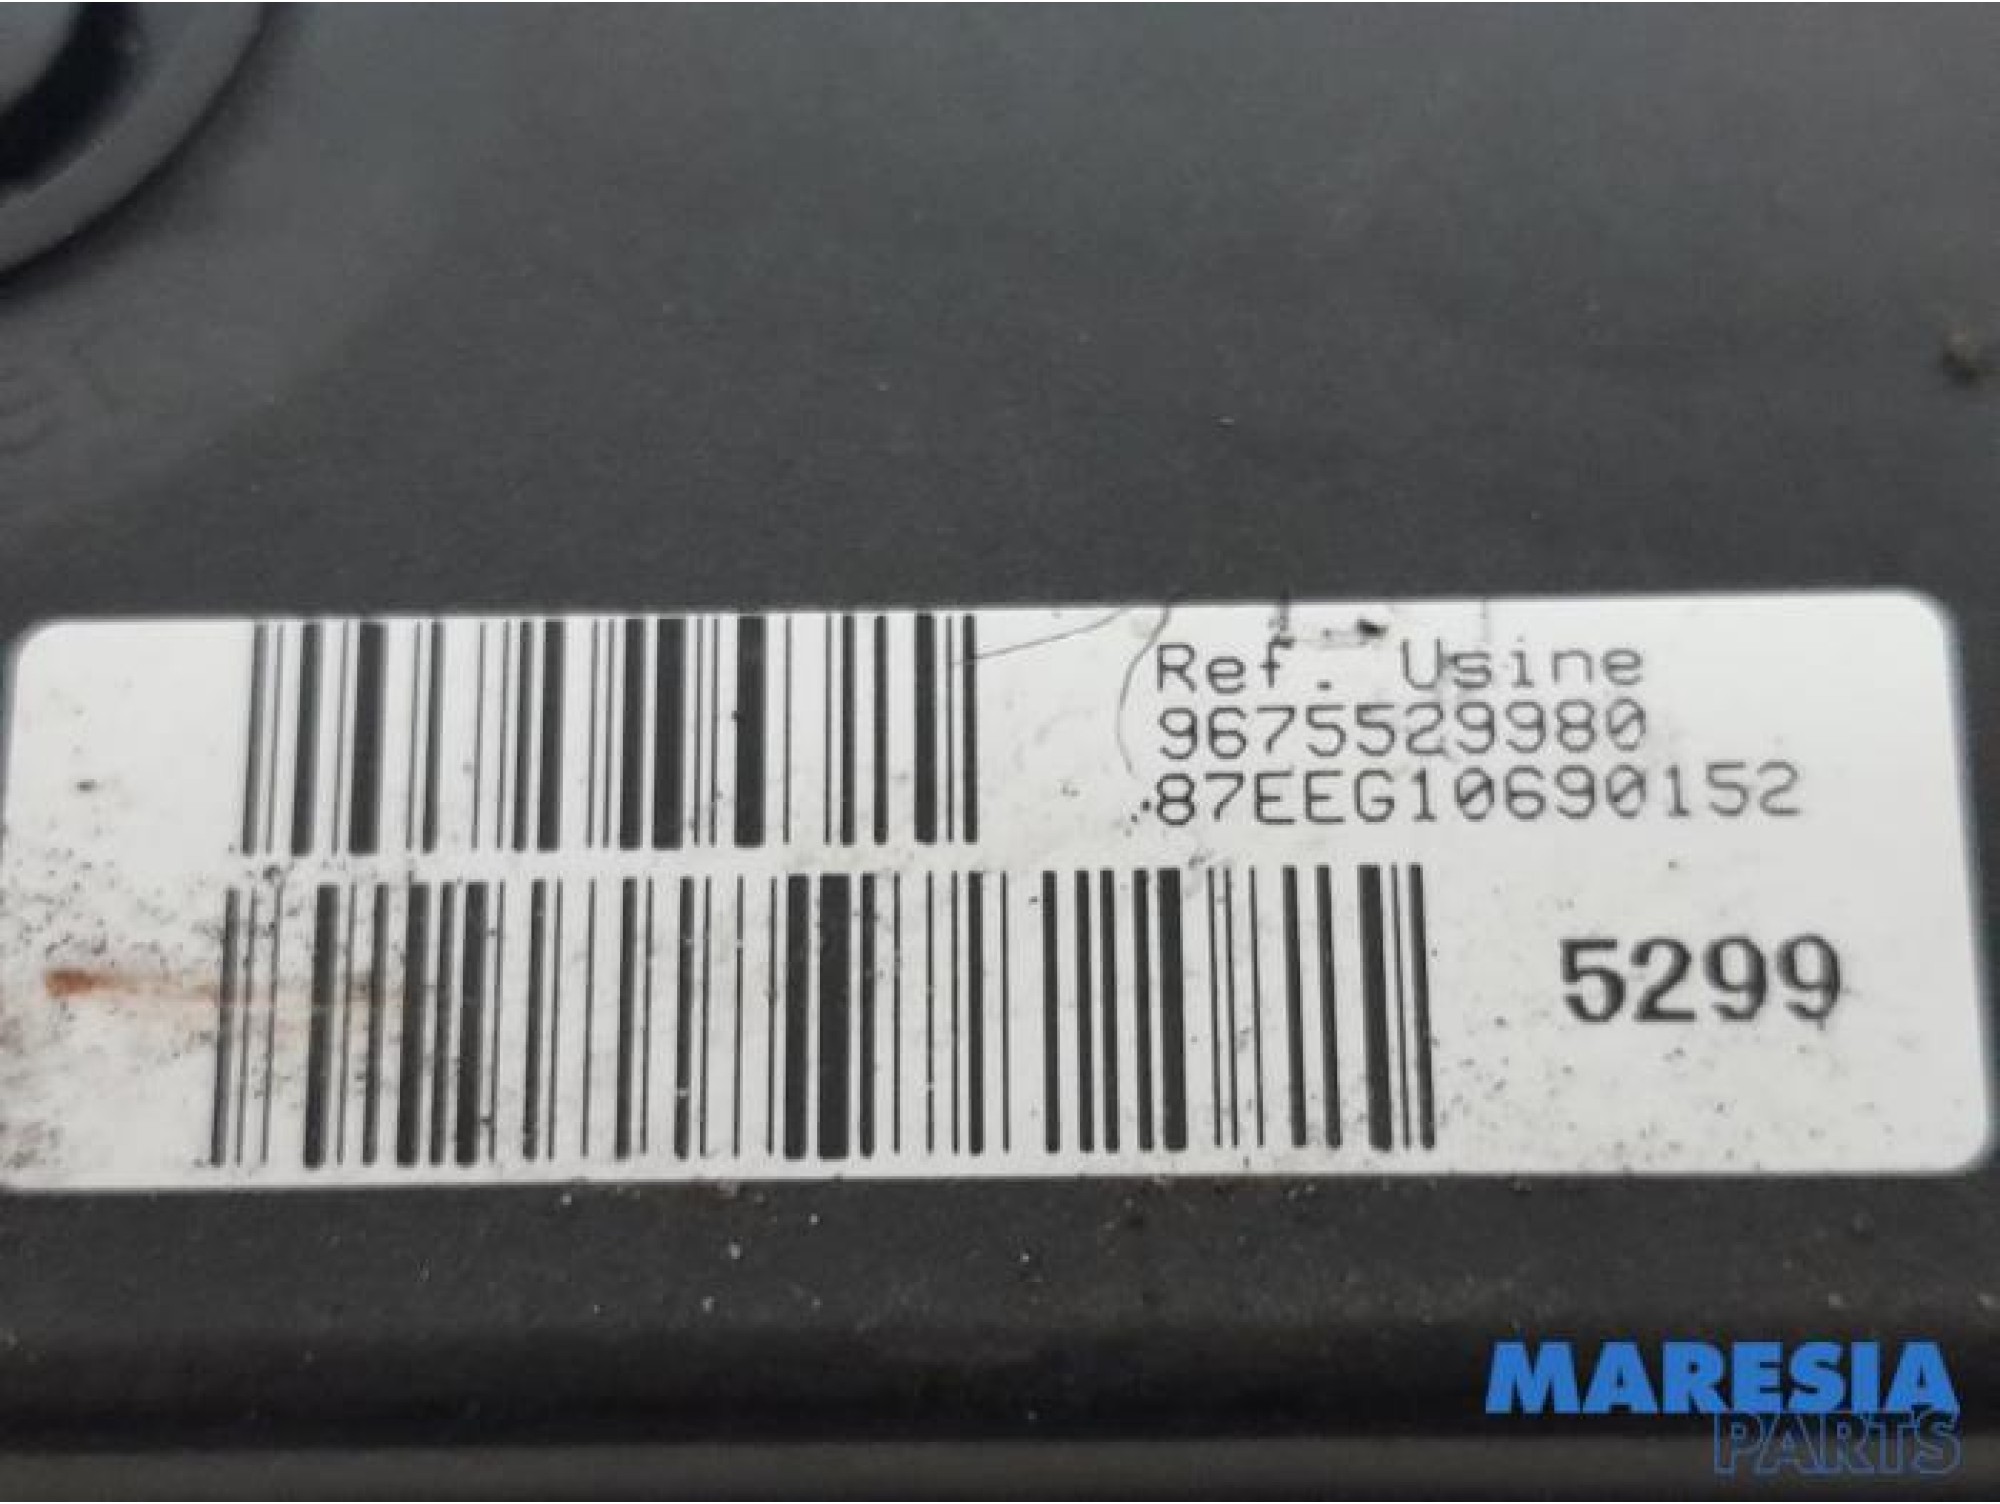 Ref. Usine
9675529980
87EEG10690152
5299
MARESIA
PARTS